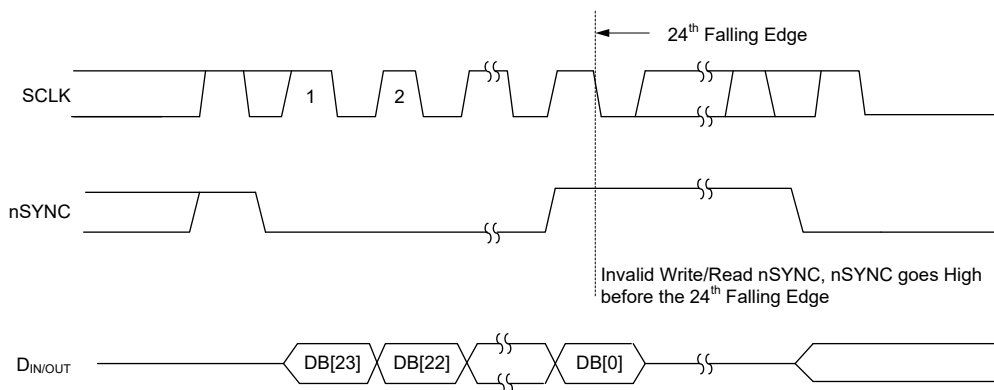 24th Falling Edge
SCLK
1
2
nSYNC
Invalid Write/Read nSYNC, nSYNC goes High
before the 24th Falling Edge
DIN/OUT
DB[23]
DB[22]
DB[0]